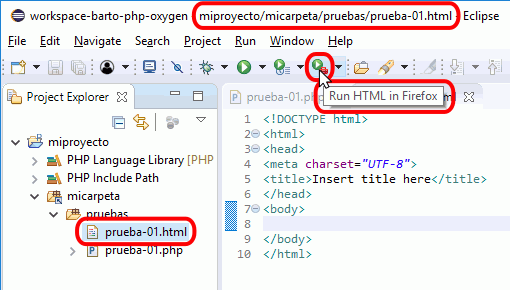 workspace-barto-php-oxygen miproyecto/micarpeta/pruebas/prueba-01.html - Eclipse
File Edit Navigate Search Project Run Window Help
Project Explorer
prueba-01.php
Run HTML in Firefox
miproyecto
PHP Language Library [PHP
PHP Include Path
micarpeta
pruebas
prueba-01.html
prueba-01.php
1 <!DOCTYPE html>
2 <html>
3 <head>
4 <meta charset="UTF-8">
5 <title>Insert title here</title>
6 </head>
7 <body>
8
9 </body>
10 </html>